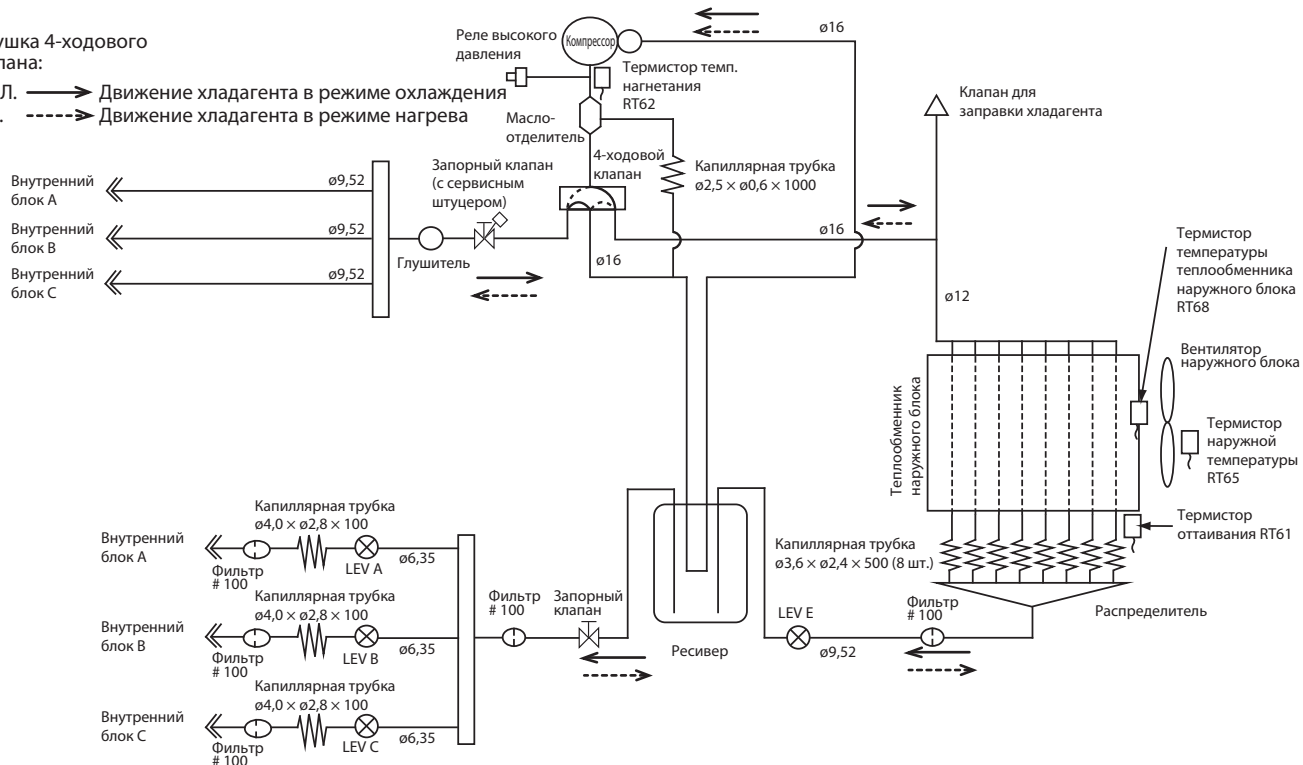 ушка 4-ходового
пана:
Л.
Движение хладагента в режиме охлаждения
.
Движение хладагента в режиме нагрева
Реле высокого
давления
Компрессор
Термистор темп.
нагнетания
RT62
Масло-
отделитель
4-ходовой
клапан
Капиллярная трубка
ø2,5 × ø0,6 × 1000
ø16
Клапан для
заправки хладагента
Запорный клапан
(с сервисным
штуцером)
Внутренний
блок A
ø9,52
Внутренний
блок B
ø9,52
Внутренний
блок C
ø9,52
Глушитель
ø16
ø16
ø12
Термистор
температуры
теплообменника
наружного блока
RT68
Вентилятор
наружного блока
Теплообменник
наружного блока
Термистор
наружной
температуры
RT65
Термистор
оттаивания RT61
Капиллярная трубка
ø3,6 × ø2,4 × 500 (8 шт.)
Распределитель
Фильтр
# 100
LEV E
ø9,52
Ресивер
Запорный
клапан
Фильтр
# 100
Капиллярная трубка
ø4,0 × ø2,8 × 100
Внутренний
блок A
Фильтр
# 100
LEV A
ø6,35
Капиллярная трубка
ø4,0 × ø2,8 × 100
Внутренний
блок B
Фильтр
# 100
LEV B
ø6,35
Капиллярная трубка
ø4,0 × ø2,8 × 100
Внутренний
блок C
Фильтр
# 100
LEV C
ø6,35